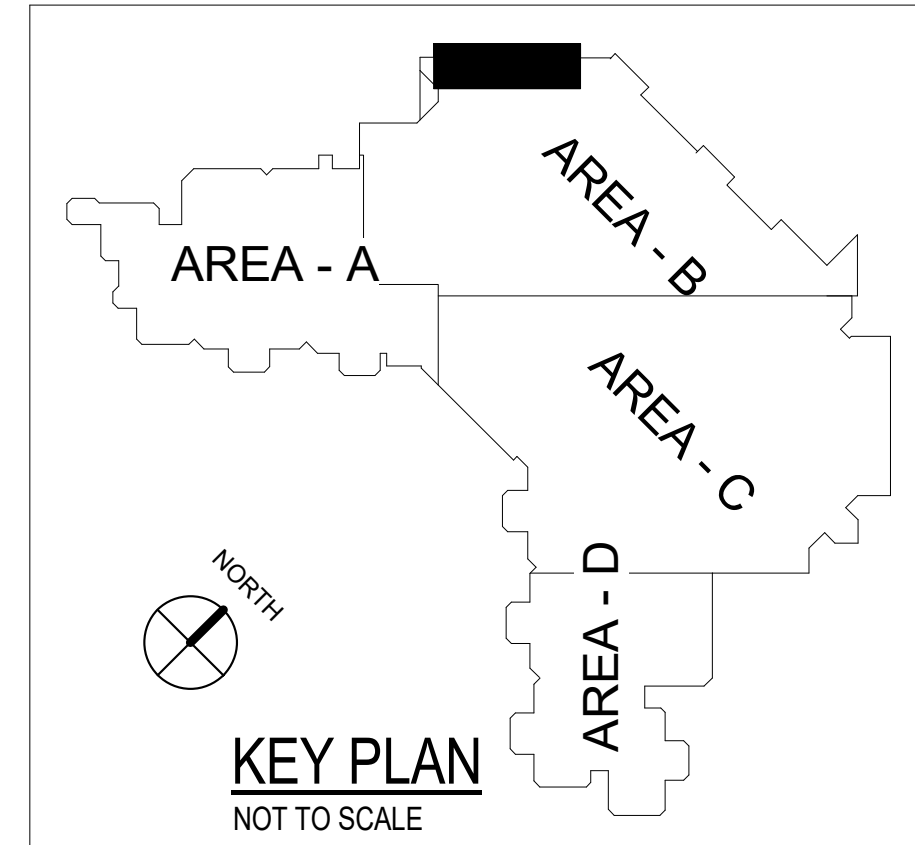 AREA - B
AREA - A
AREA - C
AREA - D
NORTH
KEY PLAN
NOT TO SCALE